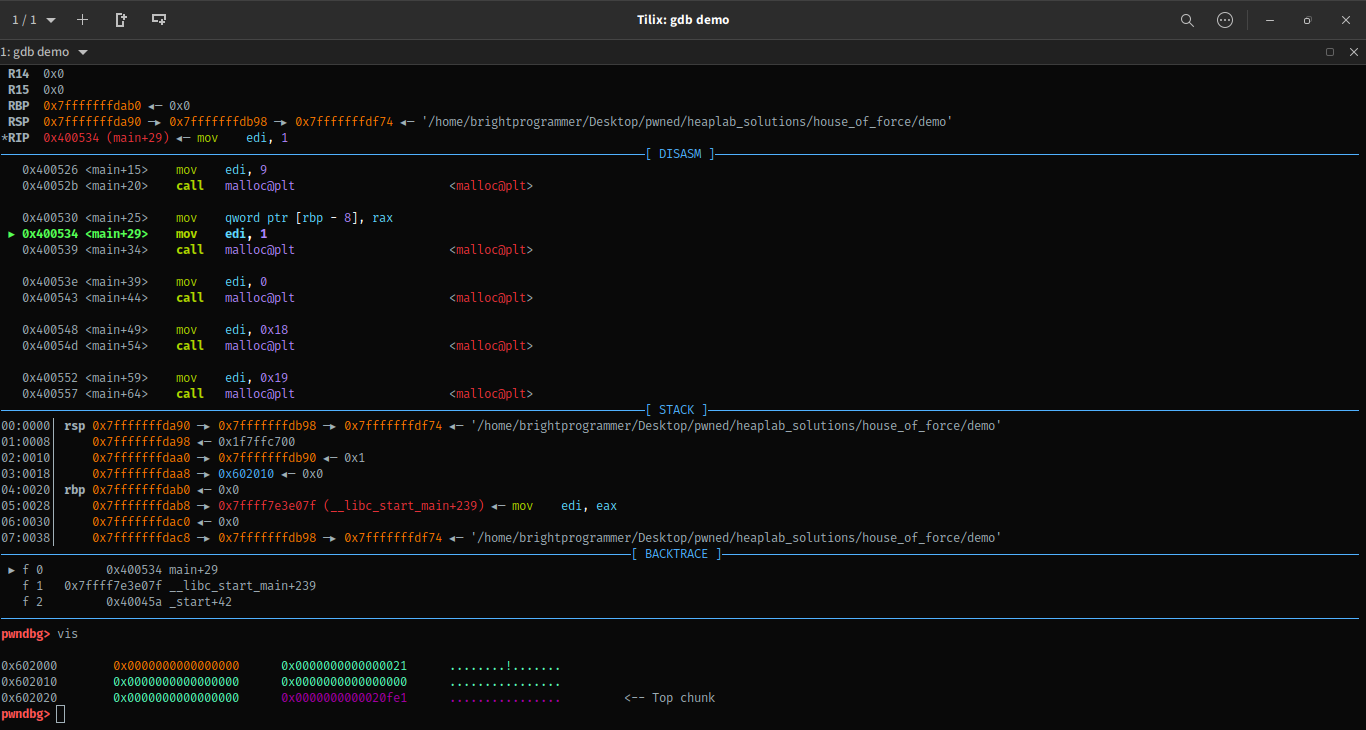 1 / 1
Tilix: gdb demo
1: gdb demo
R14 0x0
R15 0x0
RBP 0x7fffffffdab0 ◂— 0x0
RSP 0x7fffffffda90 —▸ 0x7fffffffdb98 —▸ 0x7fffffffdf74 ◂— '/home/brightprogrammer/Desktop/pwned/heaplab_solutions/house_of_force/demo'
*RIP 0x400534 (main+29) ◂— mov edi, 1
[ DISASM ]
0x400526 <main+15> mov edi, 9
0x40052b <main+20> call malloc@plt <malloc@plt>
0x400530 <main+25> mov qword ptr [rbp - 8], rax
► 0x400534 <main+29> mov edi, 1
0x400539 <main+34> call malloc@plt <malloc@plt>
0x40053e <main+39> mov edi, 0
0x400543 <main+44> call malloc@plt <malloc@plt>
0x400548 <main+49> mov edi, 0x18
0x40054d <main+54> call malloc@plt <malloc@plt>
0x400552 <main+59> mov edi, 0x19
0x400557 <main+64> call malloc@plt <malloc@plt>
[ STACK ]
00:0000│ rsp 0x7fffffffda90 —▸ 0x7fffffffdb98 —▸ 0x7fffffffdf74 ◂— '/home/brightprogrammer/Desktop/pwned/heaplab_solutions/house_of_force/demo'
01:0008│ 0x7fffffffda98 ◂— 0x1f7ffc700
02:0010│ 0x7fffffffdaa0 —▸ 0x7fffffffdb90 ◂— 0x1
03:0018│ 0x7fffffffdaa8 —▸ 0x602010 ◂— 0x0
04:0020│ rbp 0x7fffffffdab0 ◂— 0x0
05:0028│ 0x7fffffffdab8 —▸ 0x7ffff7e3e07f (__libc_start_main+239) ◂— mov edi, eax
06:0030│ 0x7fffffffdac0 ◂— 0x0
07:0038│ 0x7fffffffdac8 —▸ 0x7fffffffdb98 —▸ 0x7fffffffdf74 ◂— '/home/brightprogrammer/Desktop/pwned/heaplab_solutions/house_of_force/demo'
[ BACKTRACE ]
► f 0 0x400534 main+29
f 1 0x7ffff7e3e07f __libc_start_main+239
f 2 0x40045a _start+42
pwndbg> vis
0x602000 0x0000000000000000 0x0000000000000021 ........!.......
0x602010 0x0000000000000000 0x0000000000000000 ................
0x602020 0x0000000000000000 0x0000000000020fe1 ................ <-- Top chunk
pwndbg>